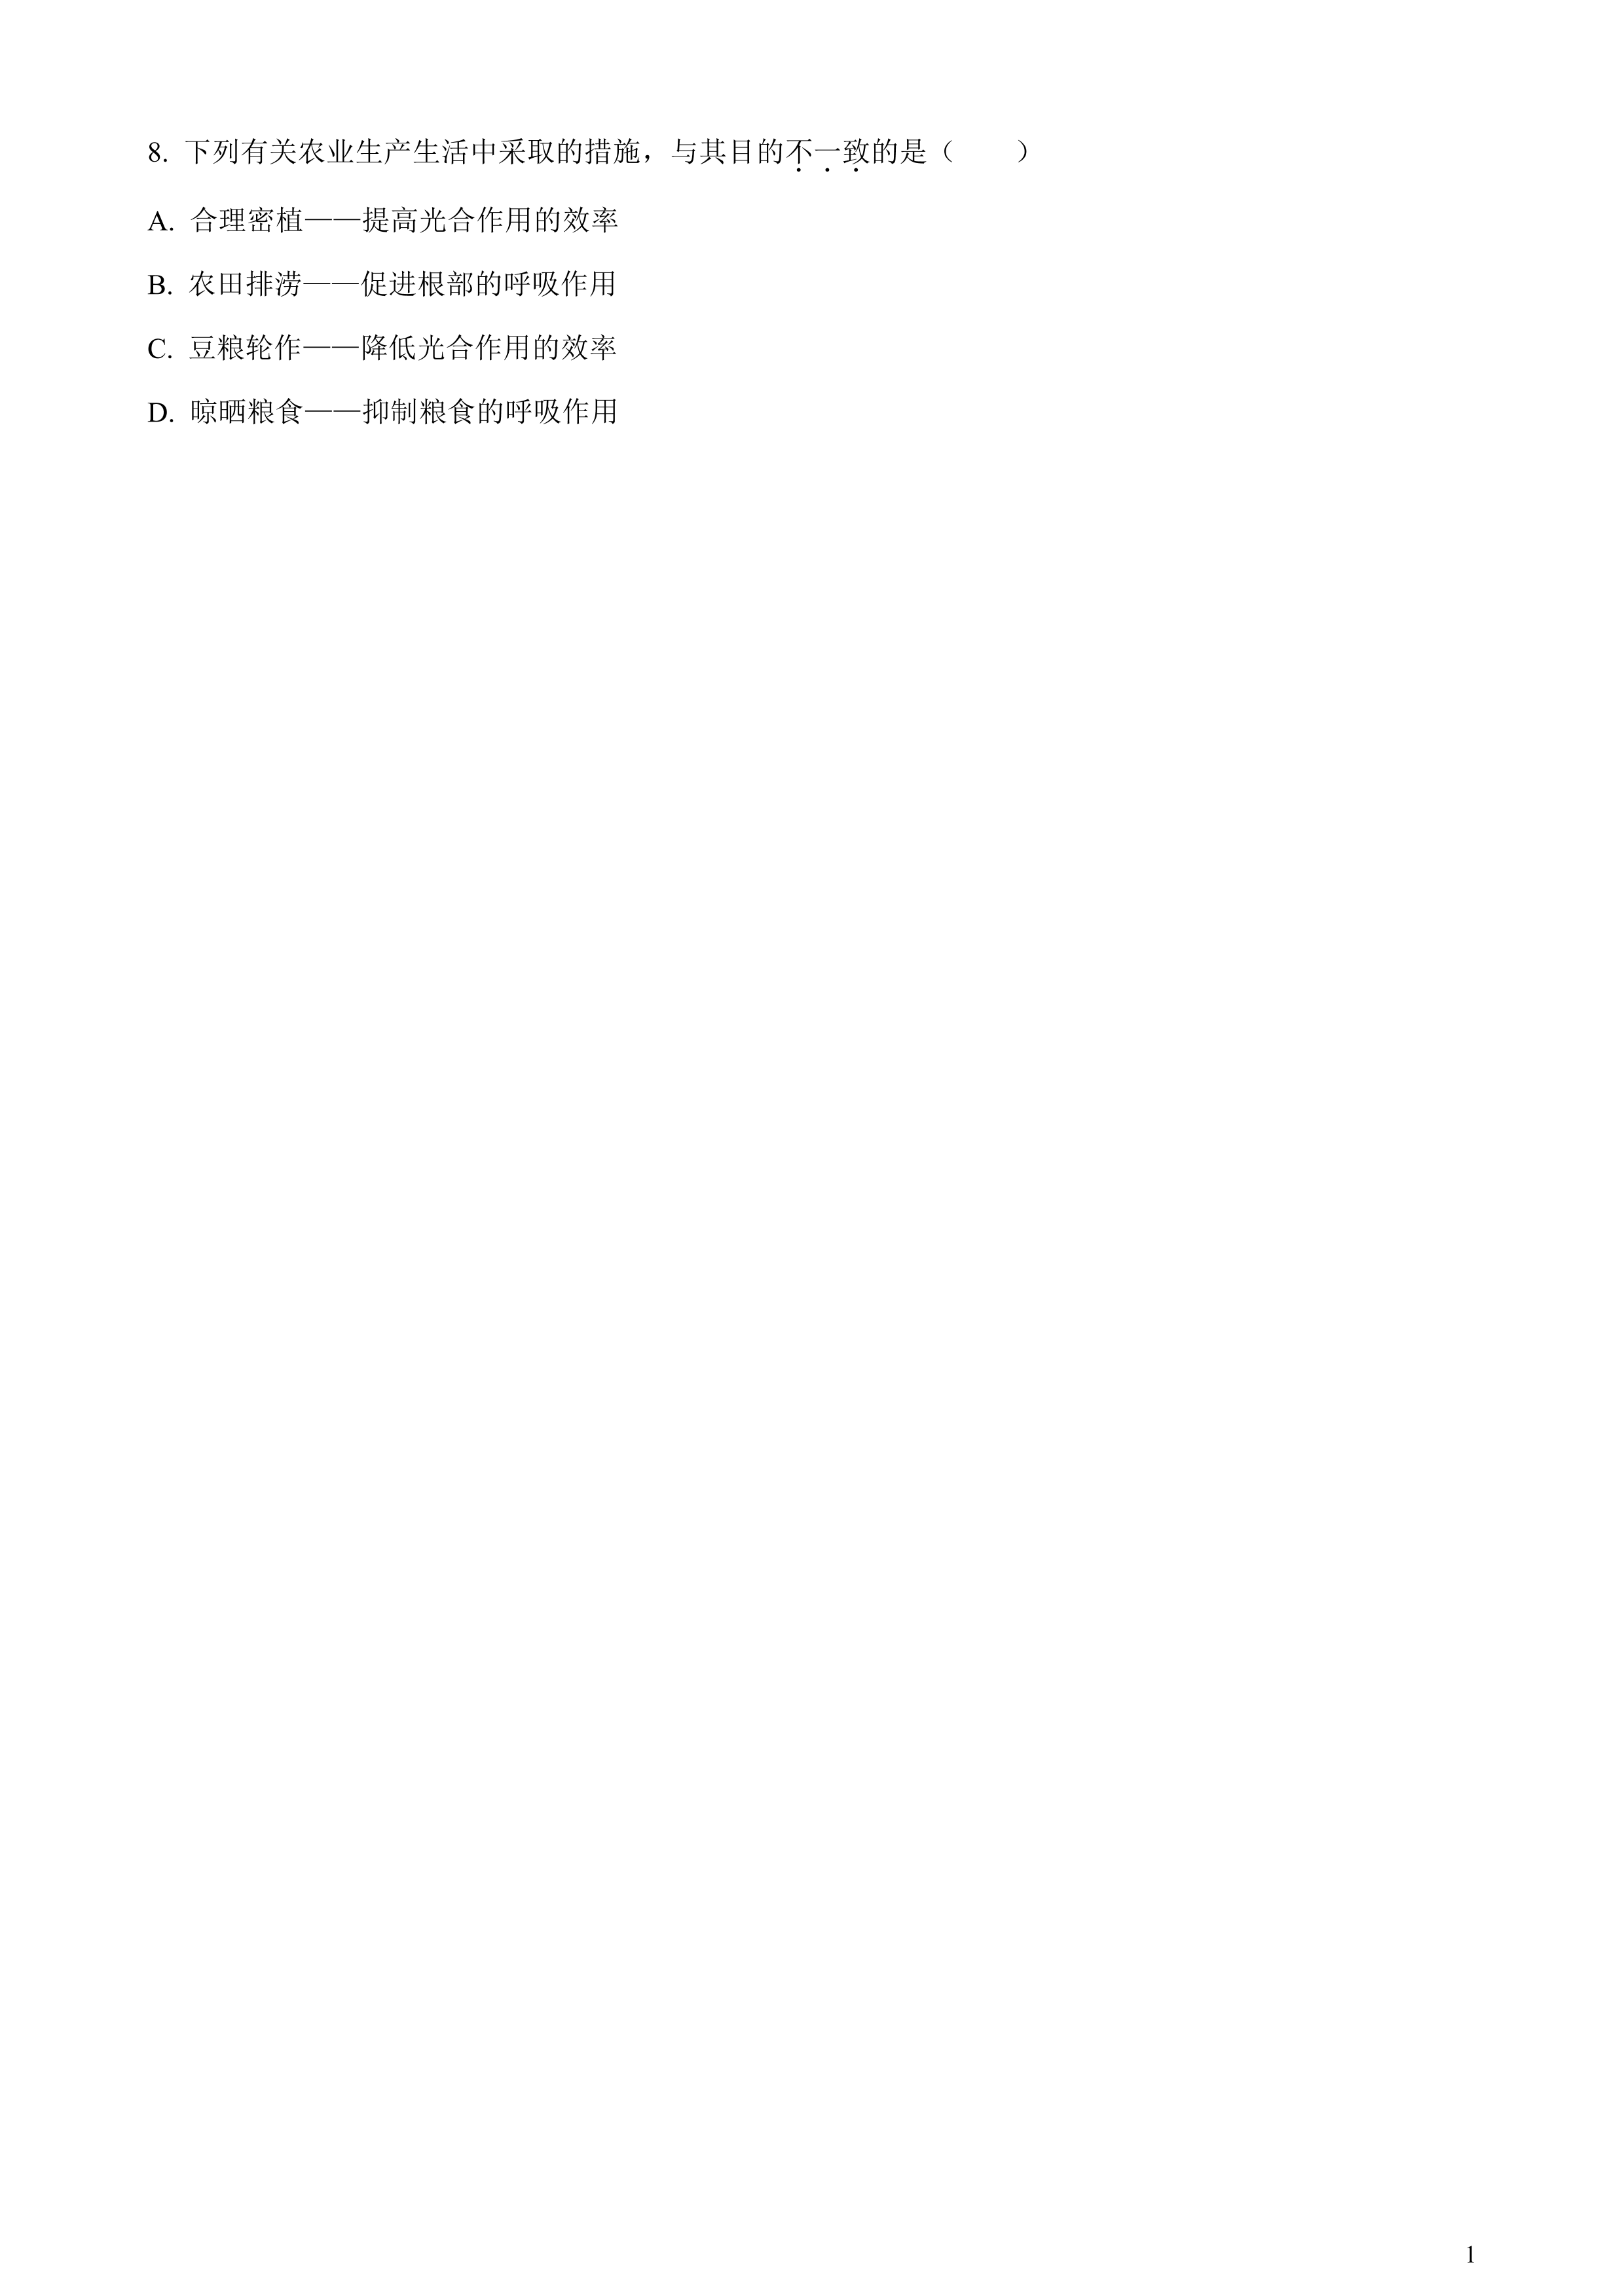 8. 下列有关农业生产生活中采取的措施，与其目的不一致的是（　　）
A. 合理密植——提高光合作用的效率
B. 农田排涝——促进根部的呼吸作用
C. 豆粮轮作——降低光合作用的效率
D. 晾晒粮食——抑制粮食的呼吸作用
1